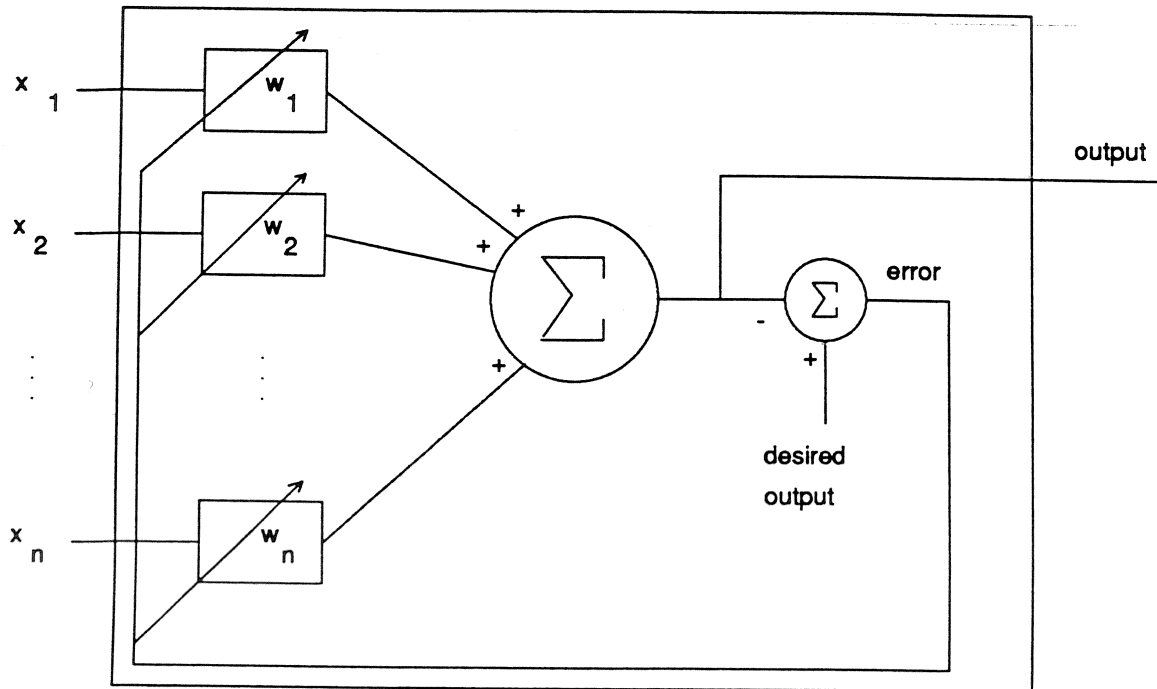 x 1
w 1
output
x 2
w 2
+
+
Σ
error
Σ
-
+
+
. . .
. . .
desired
output
x n
w n